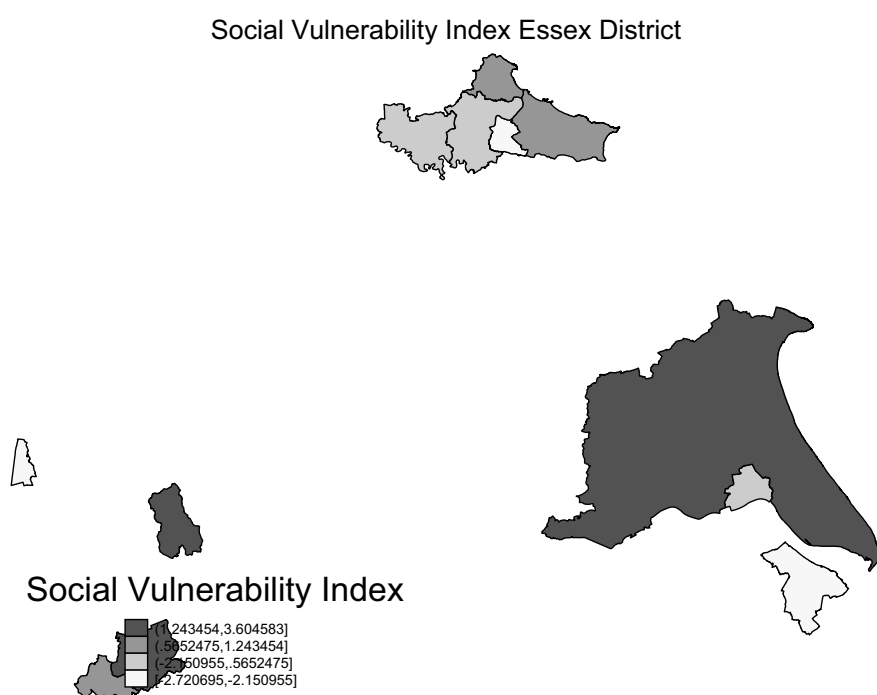 Social Vulnerability Index Essex District
Social Vulnerability Index
(1.243454,3.604583]
(.5652475,1.243454]
(-2.150955,.5652475]
[-2.720695,-2.150955]